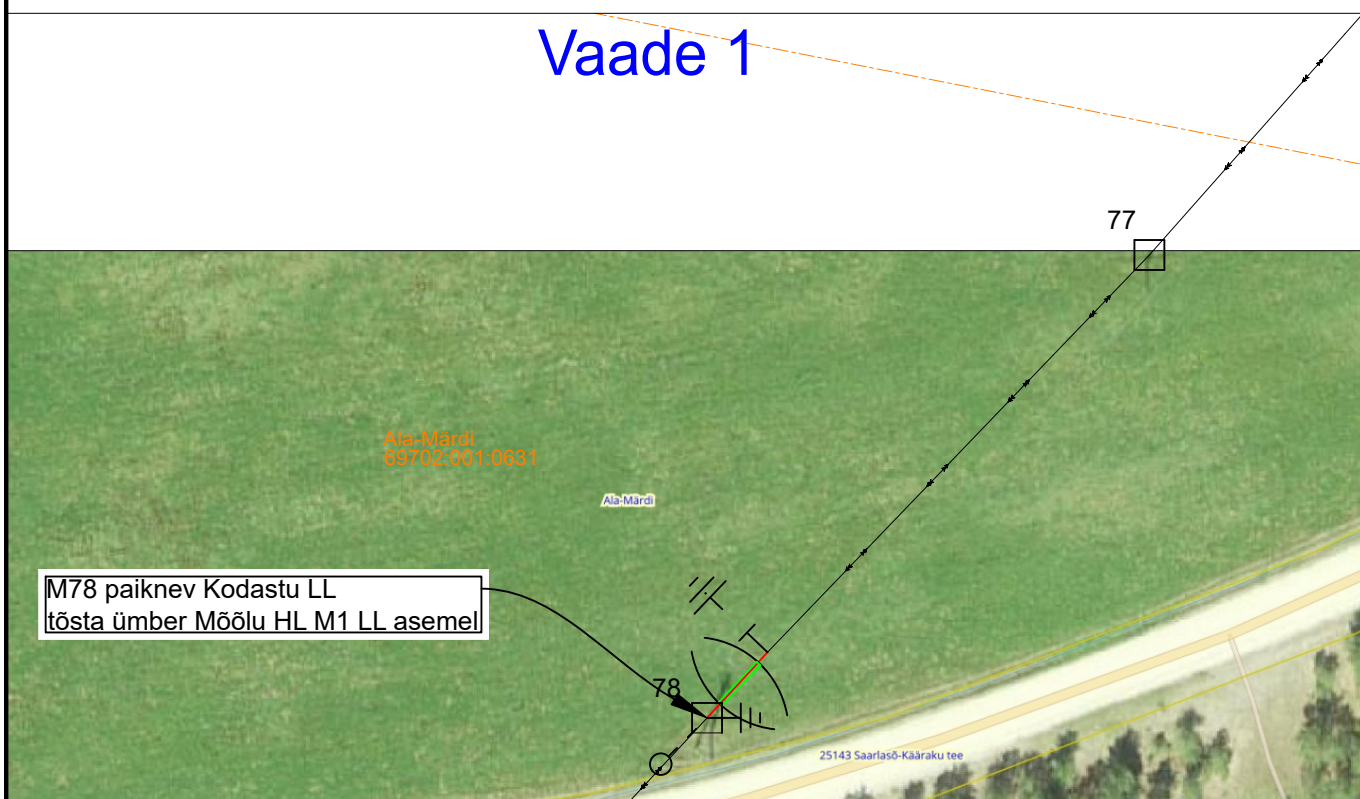 Vaade 1
77
Ala-Märdi
69702:001:0631
Ala-Märdi
M78 paiknev Kodastu LL
tõsta ümber Mõõlu HL M1 LL asemel
78
25143 Saarlasõ-Kääraku tee